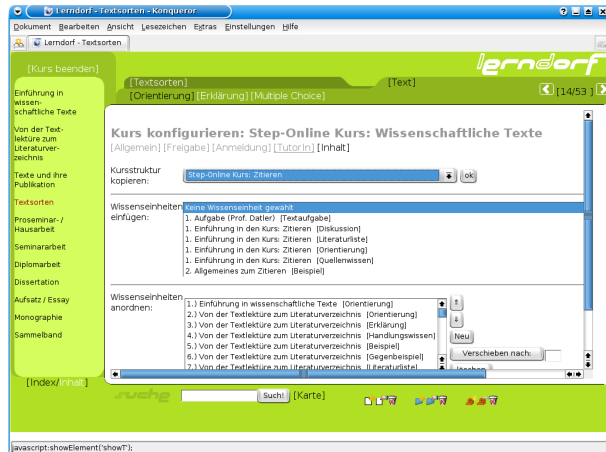 Lerndorf - Textsorten - Konqueror
Dokument Bearbeiten Ansicht Lesezeichen Extras Einstellungen Hilfe
Lerndorf - Textsorten
[Kurs beenden]
lerndorf
[Textsorten] [Text]
[Orientierung] [Erklärung] [Multiple Choice]
[14/53 ]
Einführung in
wissen-
schaftliche Texte
Von der Text-
lektüre zum
Literaturver-
zeichnis
Texte und ihre
Publikation
Textsorten
Proseminar- /
Hausarbeit
Seminararbeit
Diplomarbeit
Dissertation
Aufsatz / Essay
Monographie
Sammelband
[Index/Inhalt]
Kurs konfigurieren: Step-Online Kurs: Wissenschaftliche Texte
[Allgemein] [Freigabe] [Anmeldung] [TutorIn] [Inhalt]
Kursstruktur
kopieren:
Step-Online Kurs: Zitieren
ok
Wissenseinheiten
einfügen:
Keine Wissenseinheit gewählt
1. Aufgabe (Prof. Datler) [Textaufgabe]
1. Einführung in den Kurs: Zitieren [Diskussion]
1. Einführung in den Kurs: Zitieren [Literaturliste]
1. Einführung in den Kurs: Zitieren [Orientierung]
1. Einführung in den Kurs: Zitieren [Quellenwissen]
2. Allgemeines zum Zitieren [Beispiel]
Wissenseinheiten
anordnen:
1.) Einführung in wissenschaftliche Texte [Orientierung]
2.) Von der Textlektüre zum Literaturverzeichnis [Orientierung]
3.) Von der Textlektüre zum Literaturverzeichnis [Erklärung]
4.) Von der Textlektüre zum Literaturverzeichnis [Handlungswissen]
5.) Von der Textlektüre zum Literaturverzeichnis [Beispiel]
6.) Von der Textlektüre zum Literaturverzeichnis [Gegenbeispiel]
7.) Von der Textlektüre zum Literaturverzeichnis [Literaturliste]
Neu
Verschieben nach:
löschen
suche
Such!
[Karte]
javascript:showElement('showT');